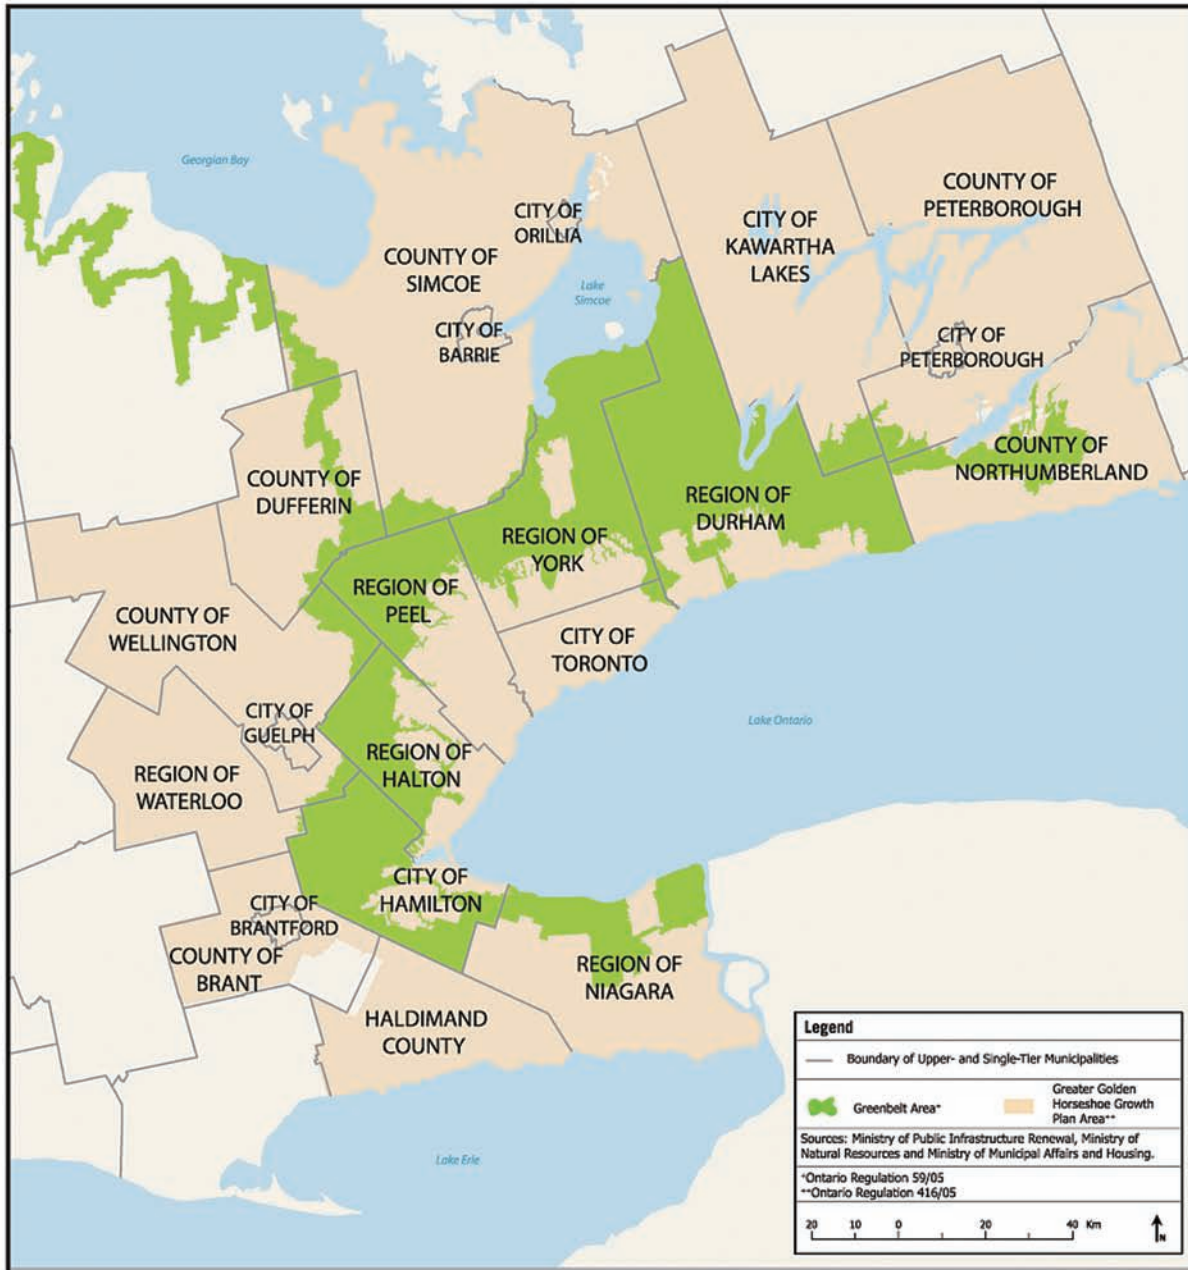 Georgian Bay
COUNTY OF
PETERBOROUGH
CITY OF
ORILLIA
CITY OF
KAWARTHA
LAKES
COUNTY OF
SIMCOE
Lake
Simcoe
CITY OF
BARRIE
CITY OF
PETERBOROUGH
COUNTY OF
NORTHUMBERLAND
COUNTY OF
DUFFERIN
REGION OF
DURHAM
REGION OF
YORK
REGION OF
PEEL
COUNTY OF
WELLINGTON
CITY OF
TORONTO
CITY OF
GUELPH
Lake Ontario
REGION OF
HALTON
REGION OF
WATERLOO
CITY OF
HAMILTON
CITY OF
BRANTFORD
COUNTY OF
BRANT
REGION OF
NIAGARA
HALDIMAND
COUNTY
Lake Erie
Legend
Boundary of Upper- and Single-Tier Municipalities
Greenbelt Area*
Greater Golden
Horseshoe Growth
Plan Area**
Sources: Ministry of Public Infrastructure Renewal, Ministry of
Natural Resources and Ministry of Municipal Affairs and Housing.
*Ontario Regulation 59/05
**Ontario Regulation 416/05
20 10 0 20 40 Km
N